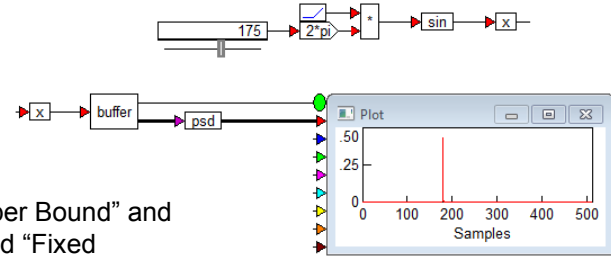 175
2*pi
*
sin
x
x
buffer
psd
Plot
.50
.25
0
0 100 200 300 400 500
Samples
per Bound” and
d “Fixed